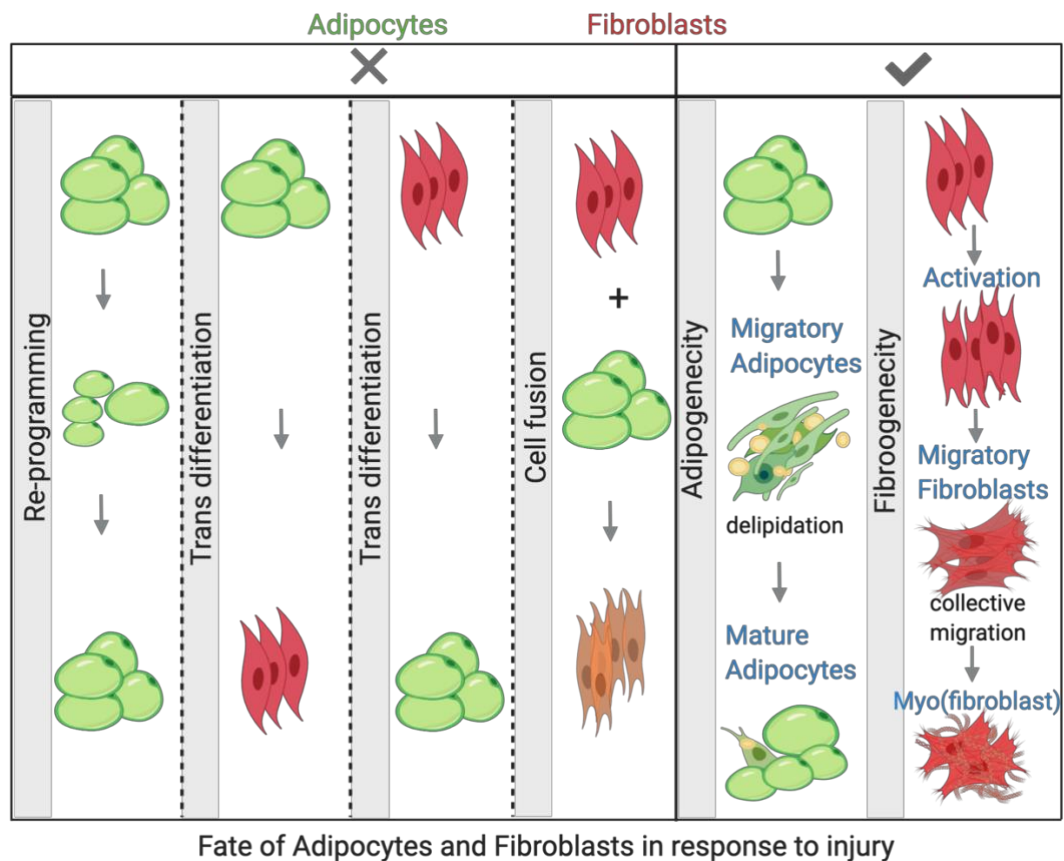 Adipocytes
Fibroblasts
Re-programming
Trans differentiation
Trans differentiation
Cell fusion
+
Adipogenecity
Migratory
Adipocytes
delipidation
Mature
Adipocytes
Fibroogenecity
Activation
Migratory
Fibroblasts
collective
migration
Myo(fibroblast)
Fate of Adipocytes and Fibroblasts in response to injury